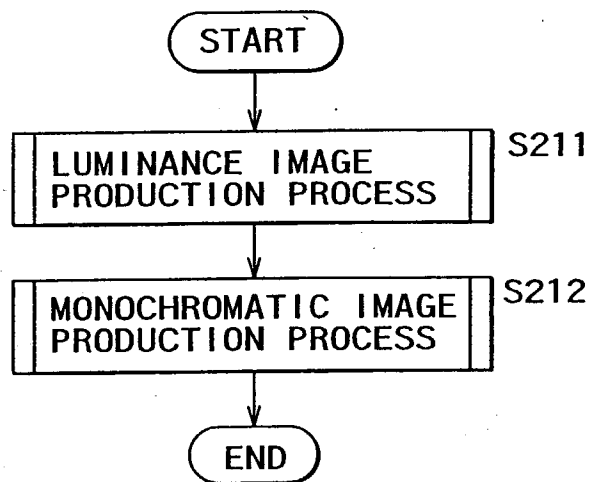 START
LUMINANCE IMAGE
PRODUCTION PROCESS
S211
MONOCHROMATIC IMAGE
PRODUCTION PROCESS
S212
END